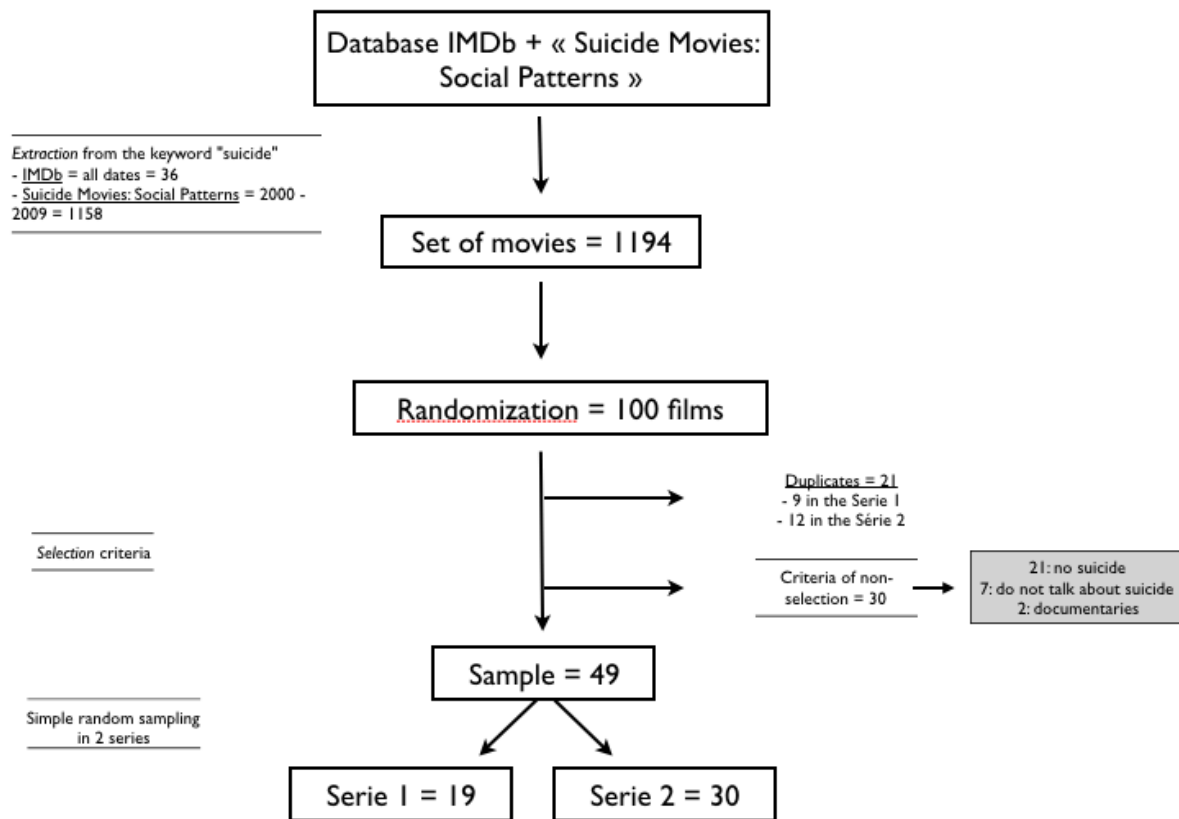 Database IMDb + « Suicide Movies:
Social Patterns »
Extraction from the keyword "suicide"
- IMDb = all dates = 36
- Suicide Movies: Social Patterns = 2000 -
2009 = 1158
Set of movies = 1194
Randomization = 100 films
Duplicates = 21
- 9 in the Serie 1
- 12 in the Série 2
Selection criteria
Criteria of non-
selection = 30
21: no suicide
7: do not talk about suicide
2: documentaries
Sample = 49
Simple random sampling
in 2 series
Serie 1 = 19
Serie 2 = 30